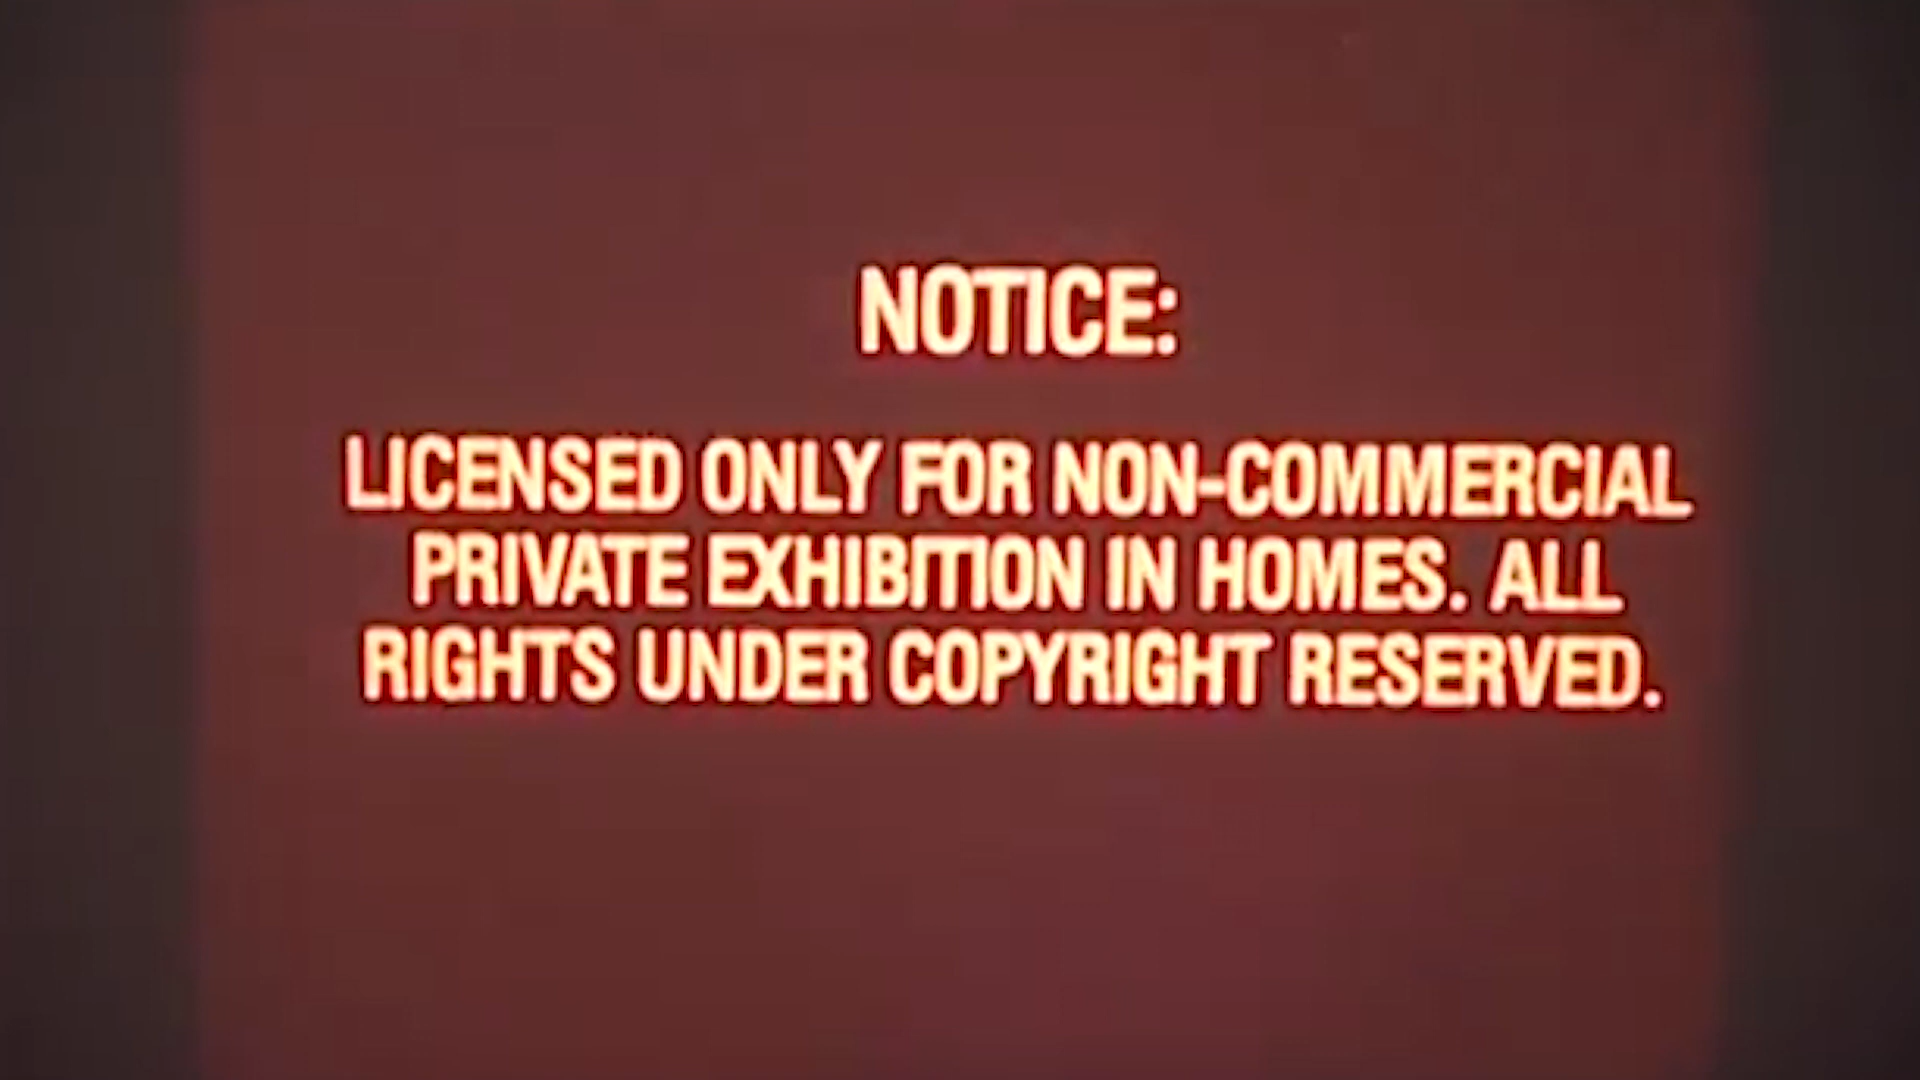 NOTICE:
LICENSED ONLY FOR NON-COMMERCIAL
PRIVATE EXHIBITION IN HOMES. ALL
RIGHTS UNDER COPYRIGHT RESERVED.